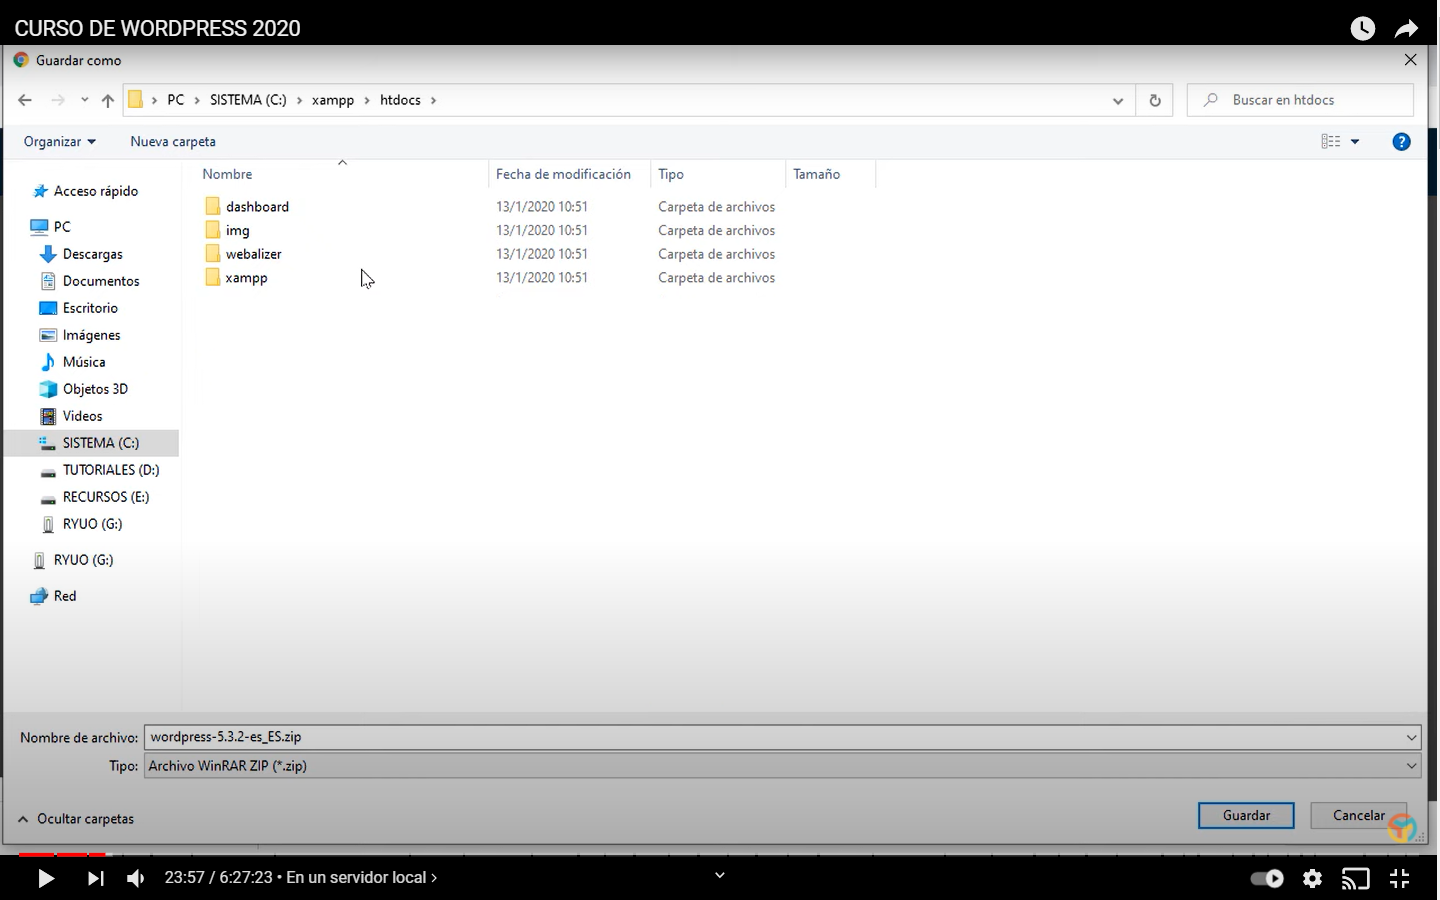 CURSO DE WORDPRESS 2020
Guardar como
PC › SISTEMA (C:) › xampp › htdocs ›
Buscar en htdocs
Organizar
Nueva carpeta
?
Nombre
Fecha de modificación
Tipo
Tamaño
Acceso rápido
PC
Descargas
Documentos
Escritorio
Imágenes
Música
Objetos 3D
Videos
SISTEMA (C:)
TUTORIALES (D:)
RECURSOS (E:)
RYUO (G:)
RYUO (G:)
Red
dashboard 13/1/2020 10:51 Carpeta de archivos
img 13/1/2020 10:51 Carpeta de archivos
webalizer 13/1/2020 10:51 Carpeta de archivos
xampp 13/1/2020 10:51 Carpeta de archivos
Nombre de archivo: wordpress-5.3.2-es_ES.zip
Tipo: Archivo WinRAR ZIP (*.zip)
Ocultar carpetas
Guardar
Cancelar
23:57 / 6:27:23 • En un servidor local ›